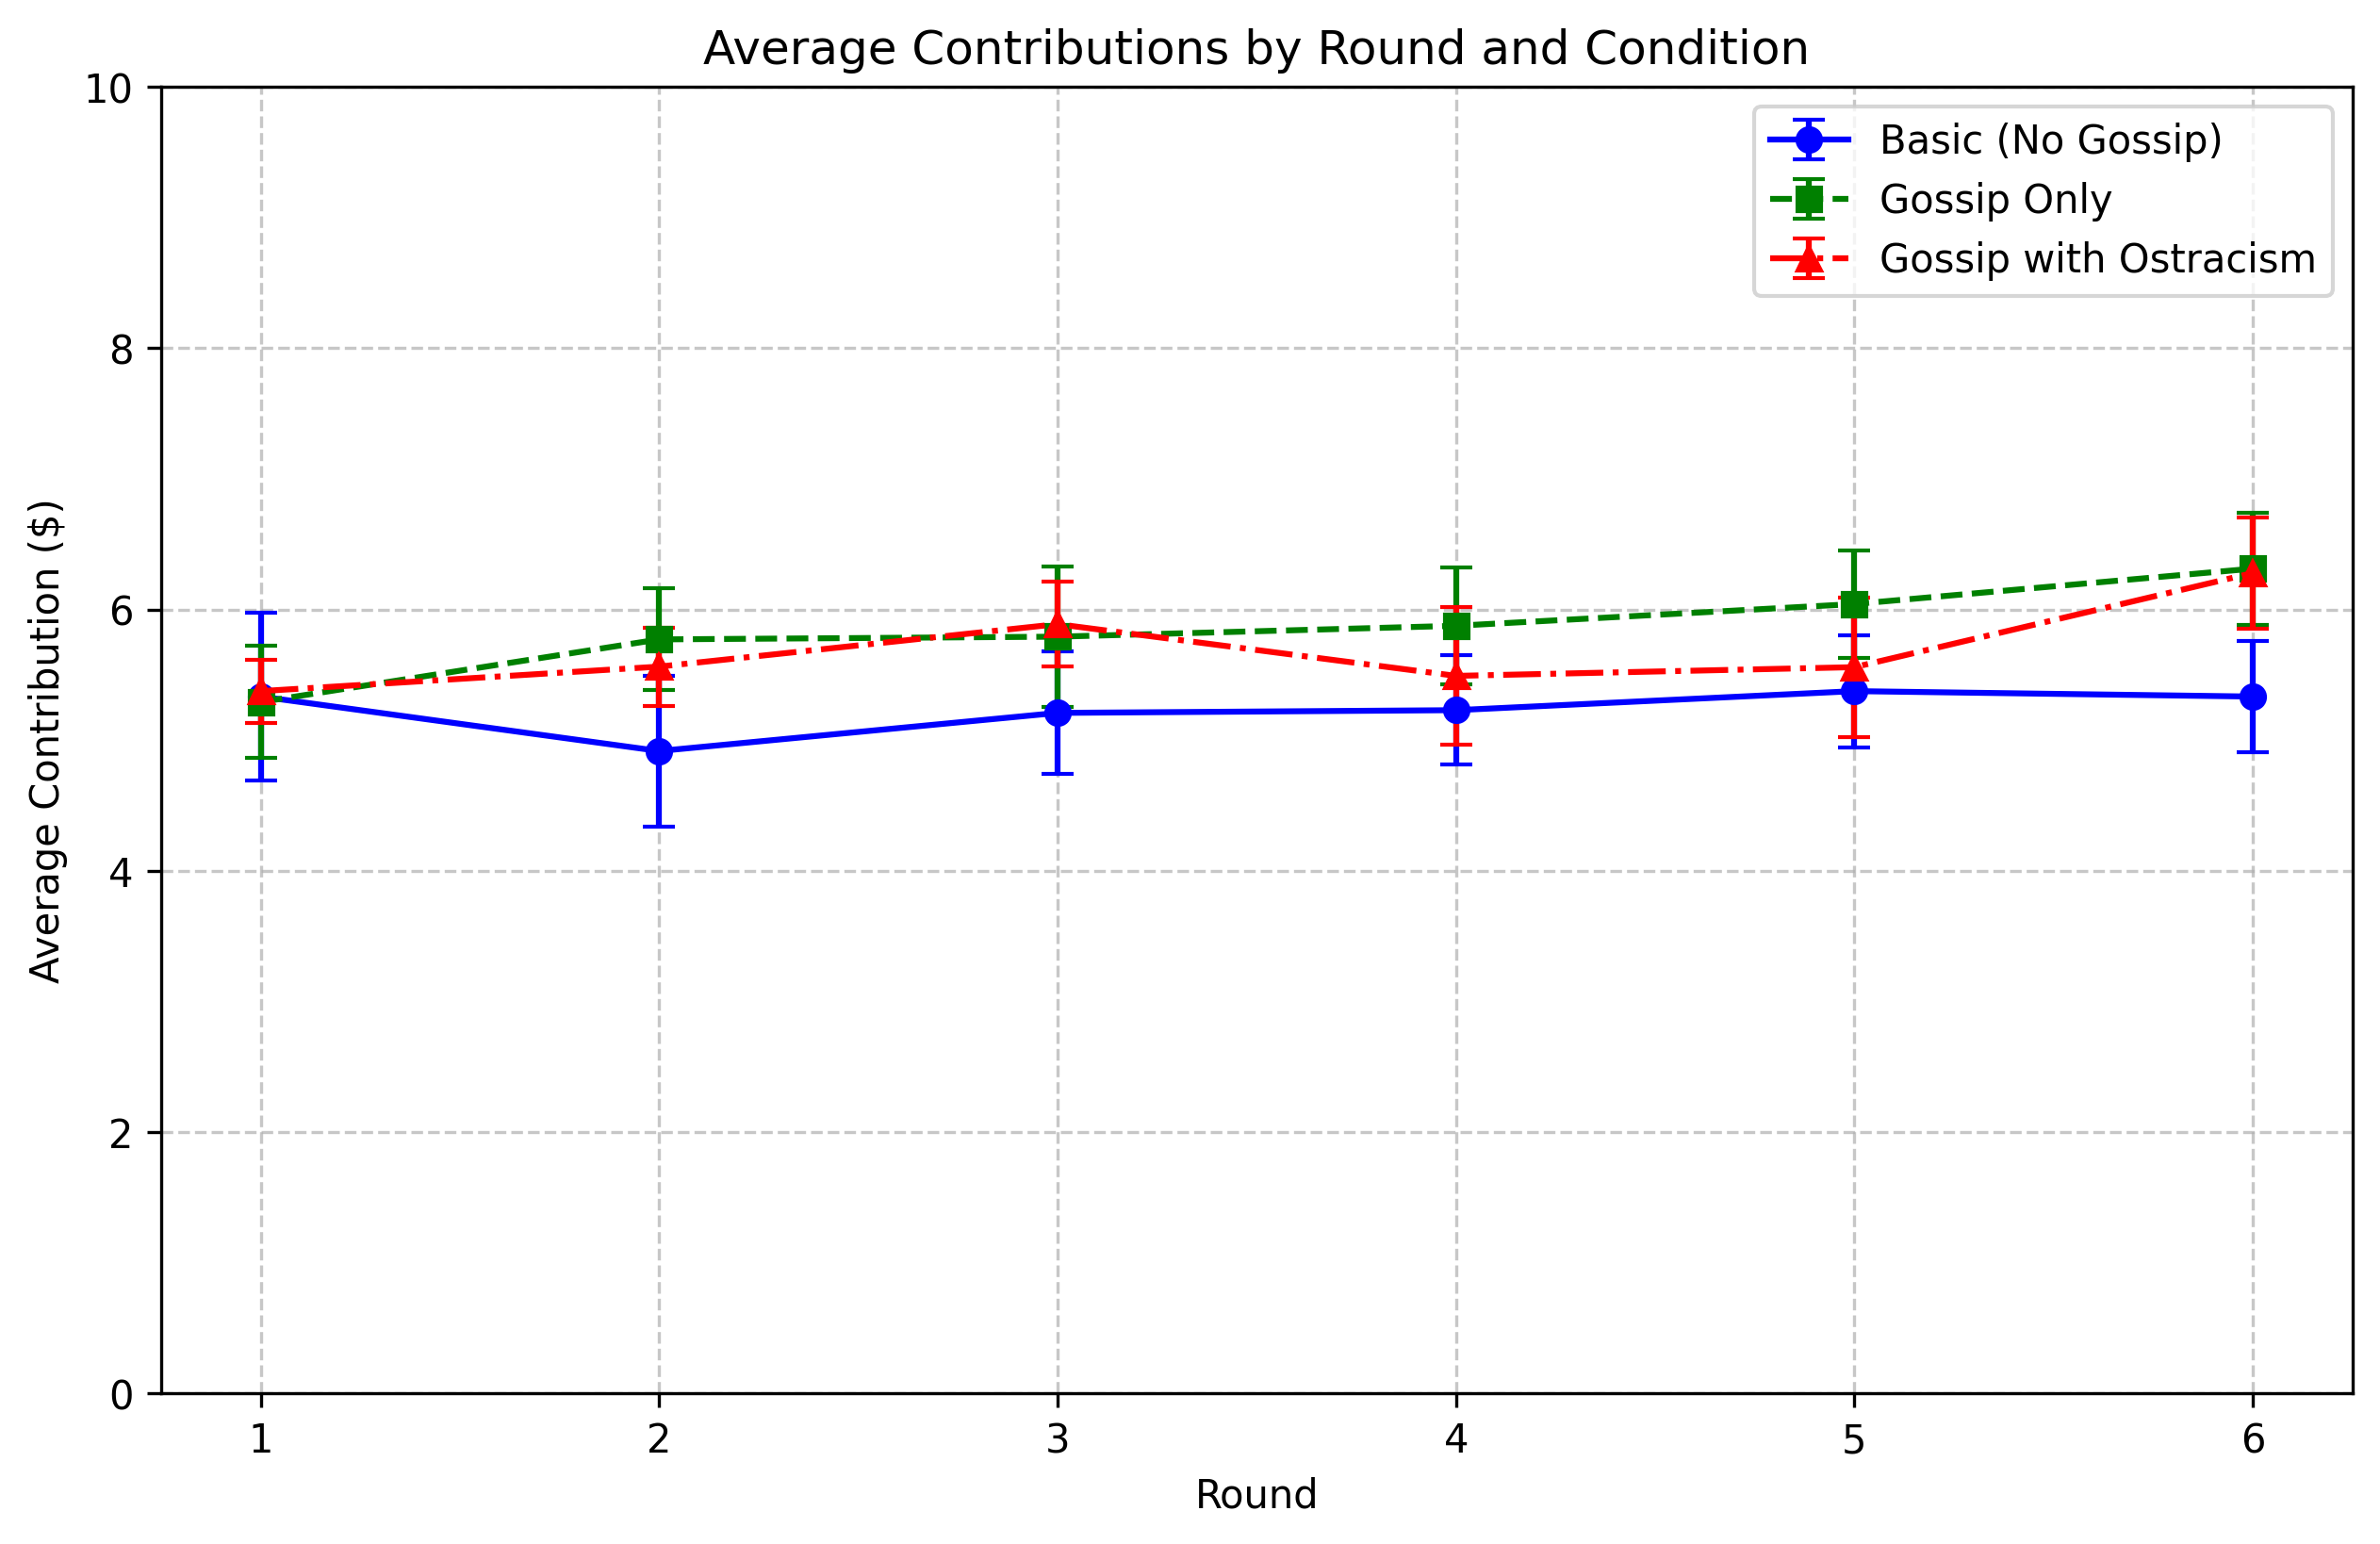 Average Contributions by Round and Condition
10
8
6
4
2
0
Average Contribution ($)
Basic (No Gossip)
Gossip Only
Gossip with Ostracism
1 2 3 4 5 6
Round